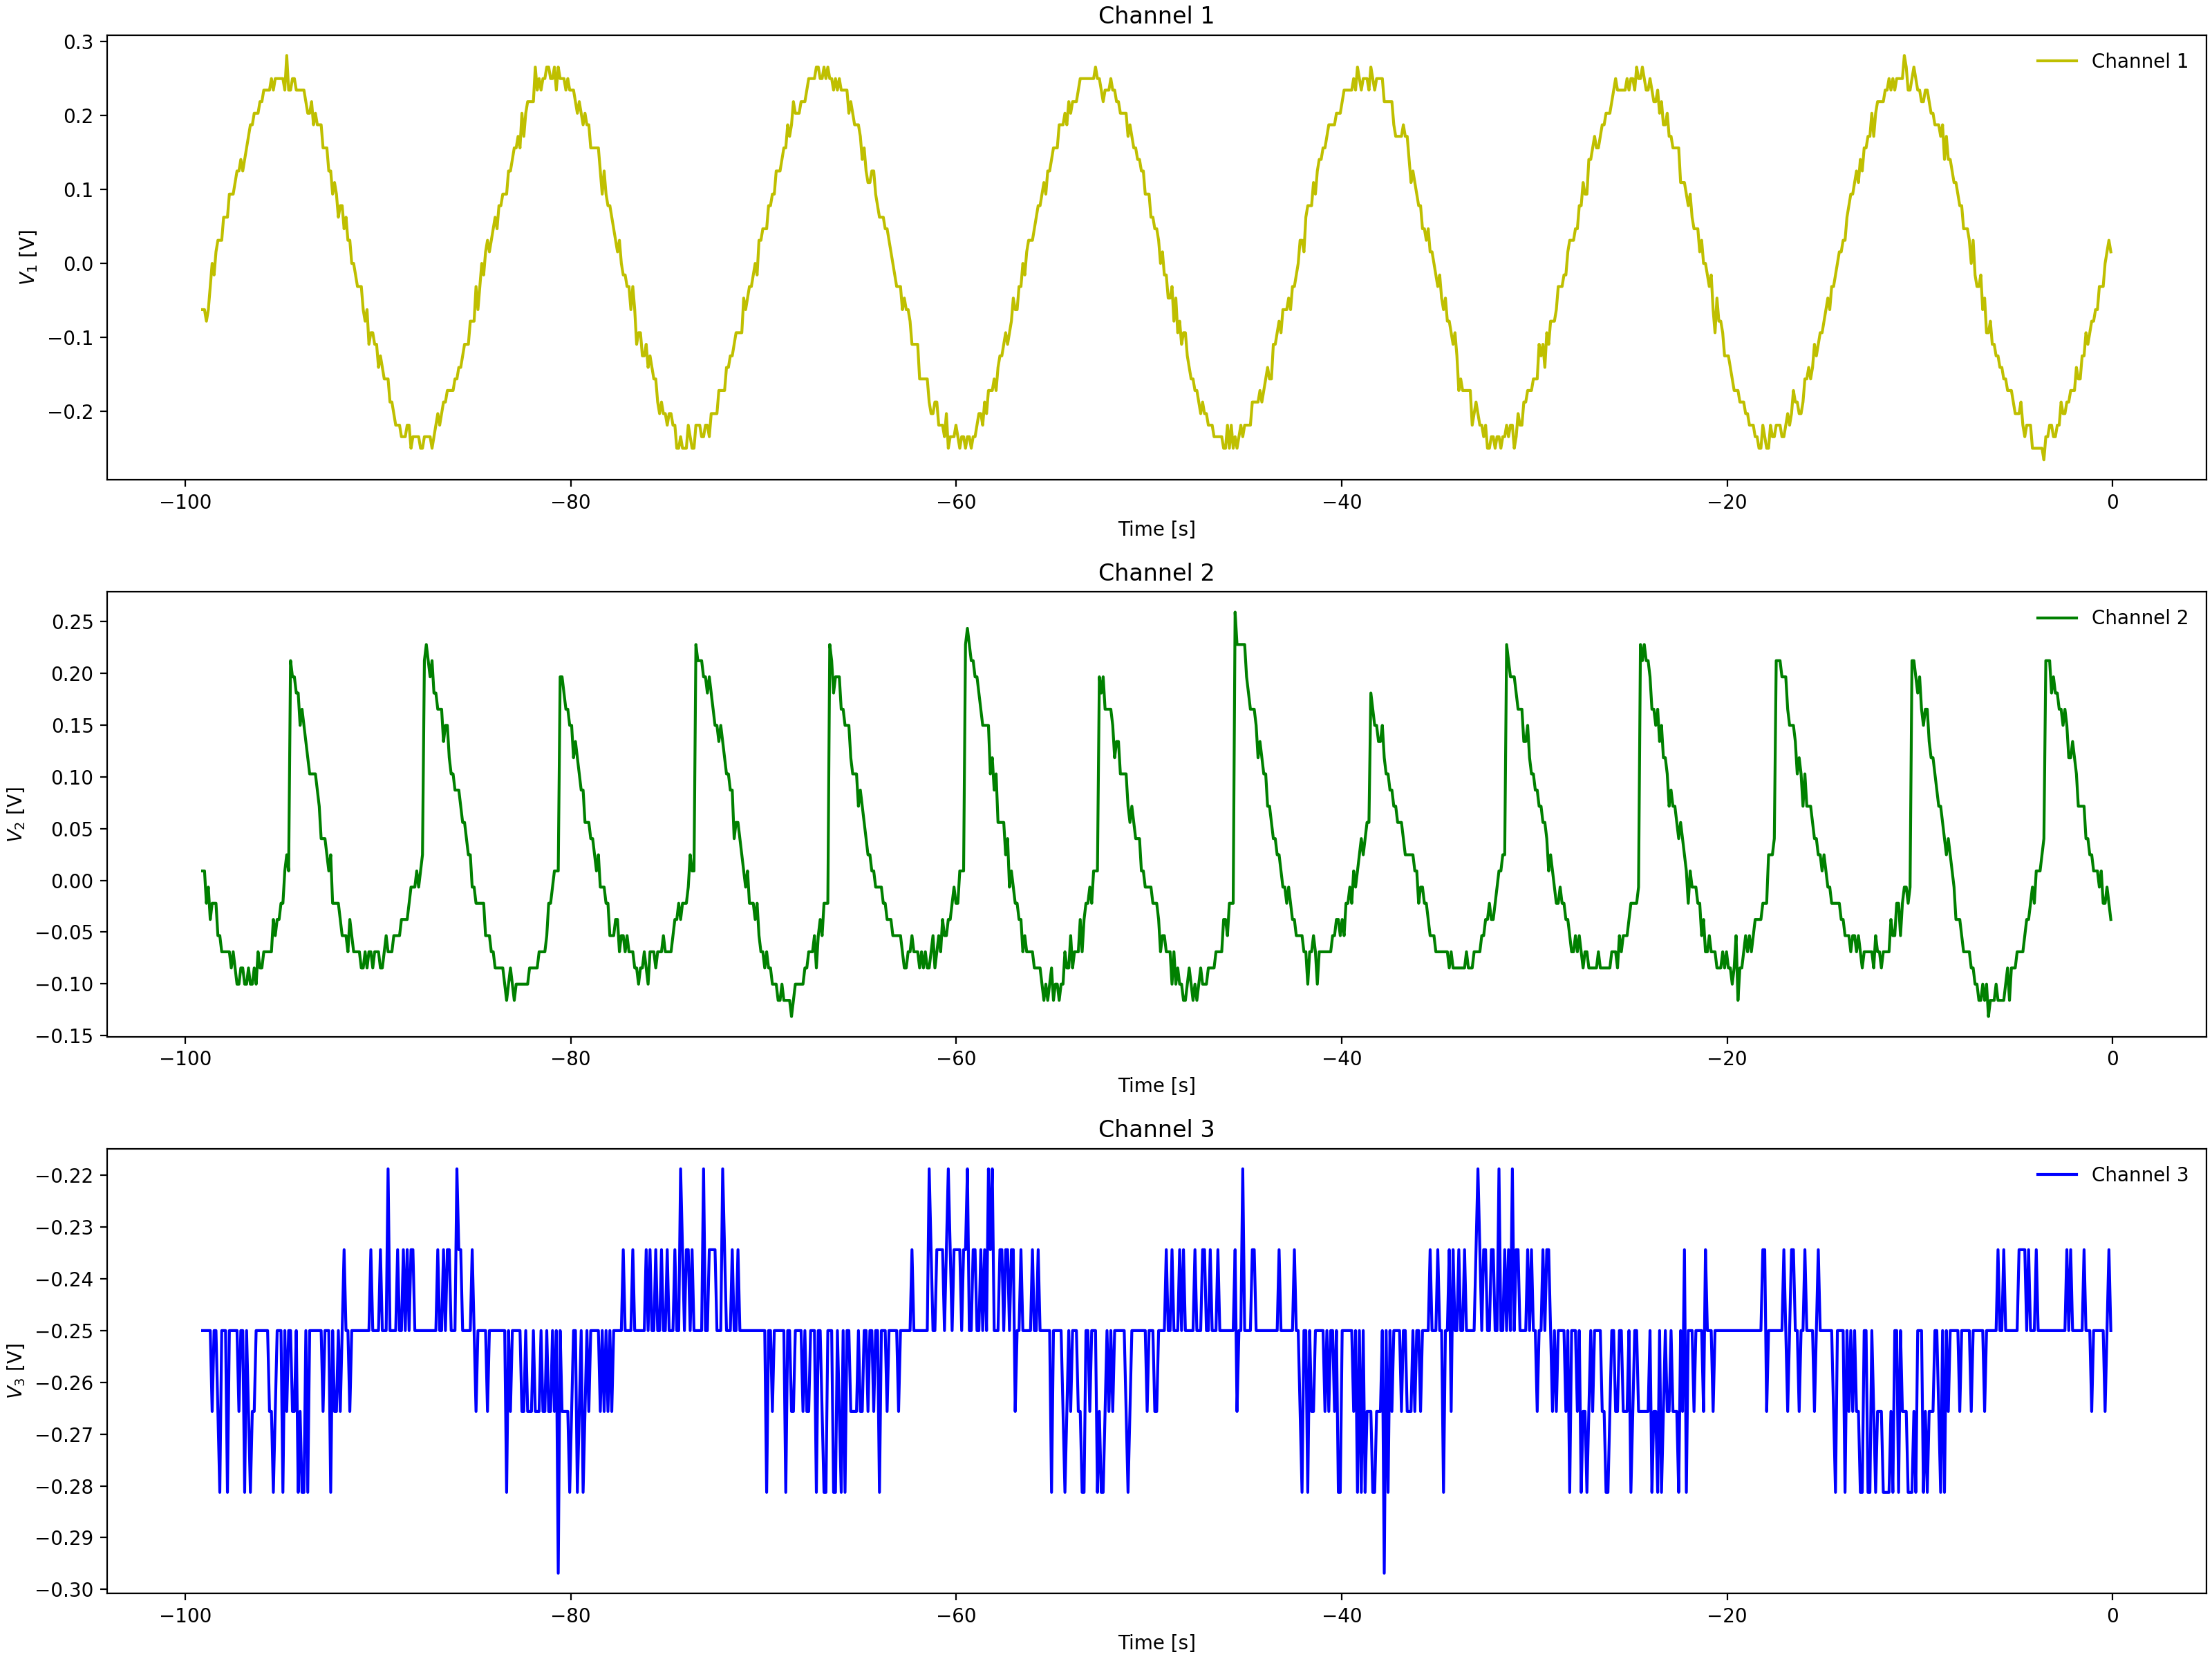 Channel 1
Channel 1
V1 [V]
0.3
0.2
0.1
0.0
−0.1
−0.2
−100 −80 −60 −40 −20 0
Time [s]
Channel 2
Channel 2
V2 [V]
0.25
0.20
0.15
0.10
0.05
0.00
−0.05
−0.10
−0.15
−100 −80 −60 −40 −20 0
Time [s]
Channel 3
Channel 3
V3 [V]
−0.22
−0.23
−0.24
−0.25
−0.26
−0.27
−0.28
−0.29
−0.30
−100 −80 −60 −40 −20 0
Time [s]